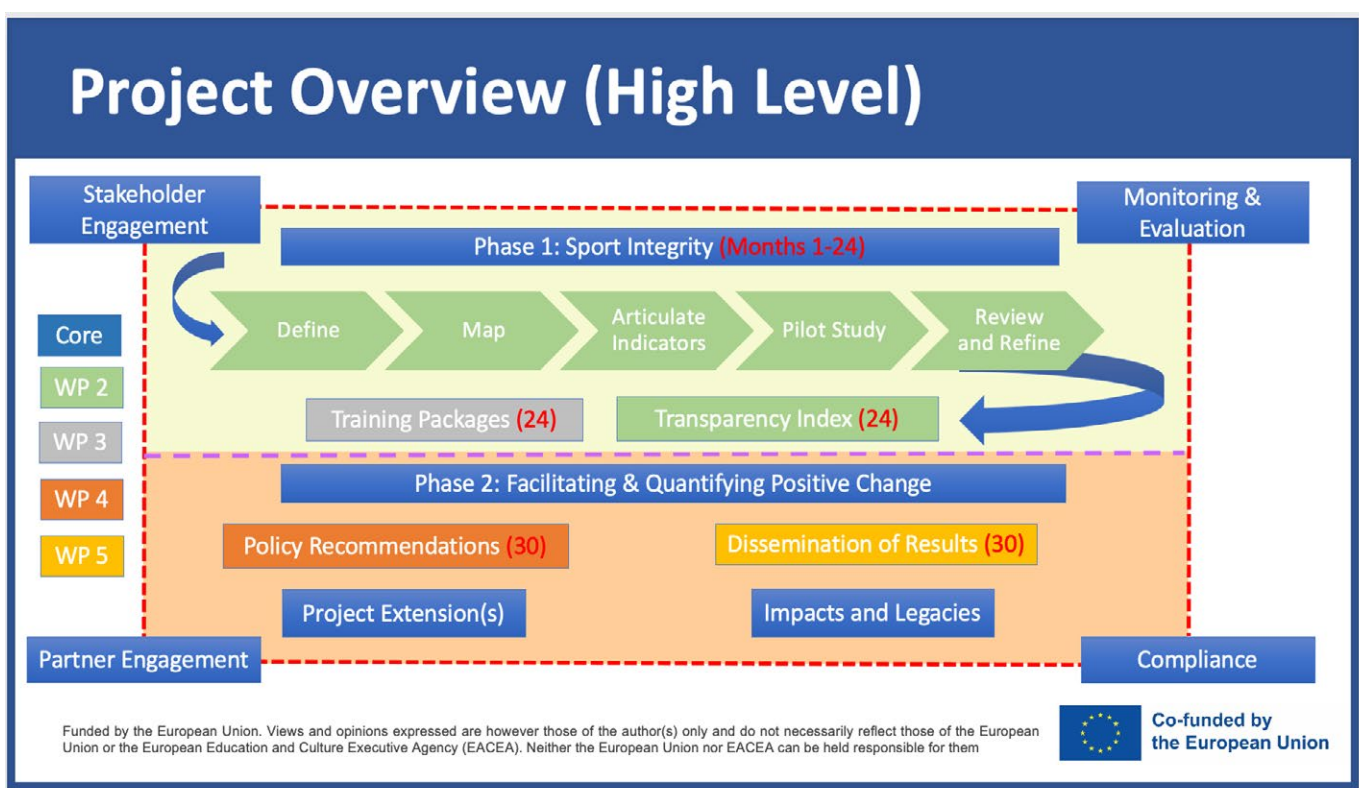 Project Overview (High Level)
Stakeholder
Engagement
Monitoring &
Evaluation
Phase 1: Sport Integrity (Months 1-24)
Define
Map
Articulate
Indicators
Pilot Study
Review
and Refine
Core
WP 2
WP 3
WP 4
WP 5
Training Packages (24)
Transparency Index (24)
Phase 2: Facilitating & Quantifying Positive Change
Policy Recommendations (30)
Dissemination of Results (30)
Project Extension(s)
Impacts and Legacies
Partner Engagement
Compliance
Funded by the European Union. Views and opinions expressed are however those of the author(s) only and do not necessarily reflect those of the European
Union or the European Education and Culture Executive Agency (EACEA). Neither the European Union nor EACEA can be held responsible for them
Co-funded by
the European Union